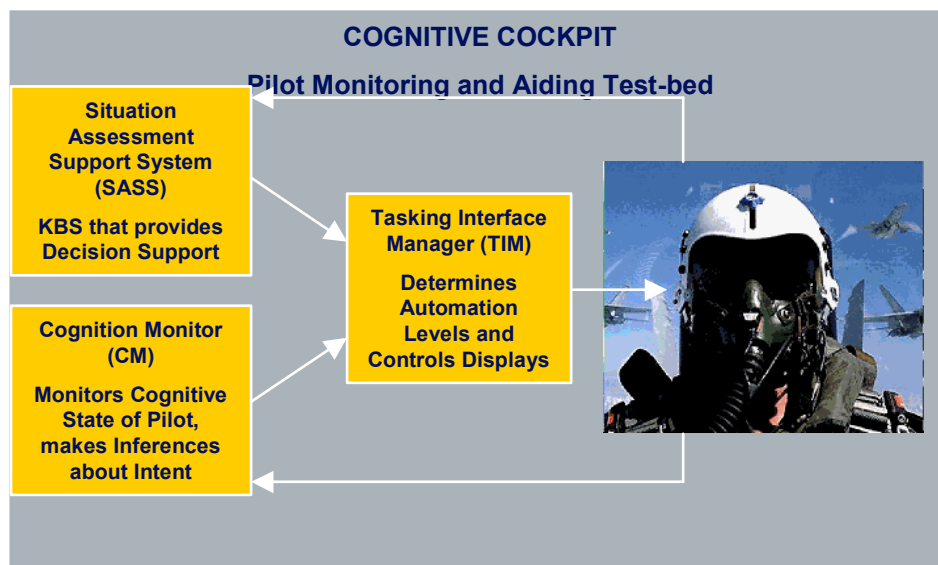 COGNITIVE COCKPIT
Pilot Monitoring and Aiding Test-bed
Situation
Assessment
Support System
(SASS)
KBS that provides
Decision Support
Cognition Monitor
(CM)
Monitors Cognitive
State of Pilot,
makes Inferences
about Intent
Tasking Interface
Manager (TIM)
Determines
Automation
Levels and
Controls Displays